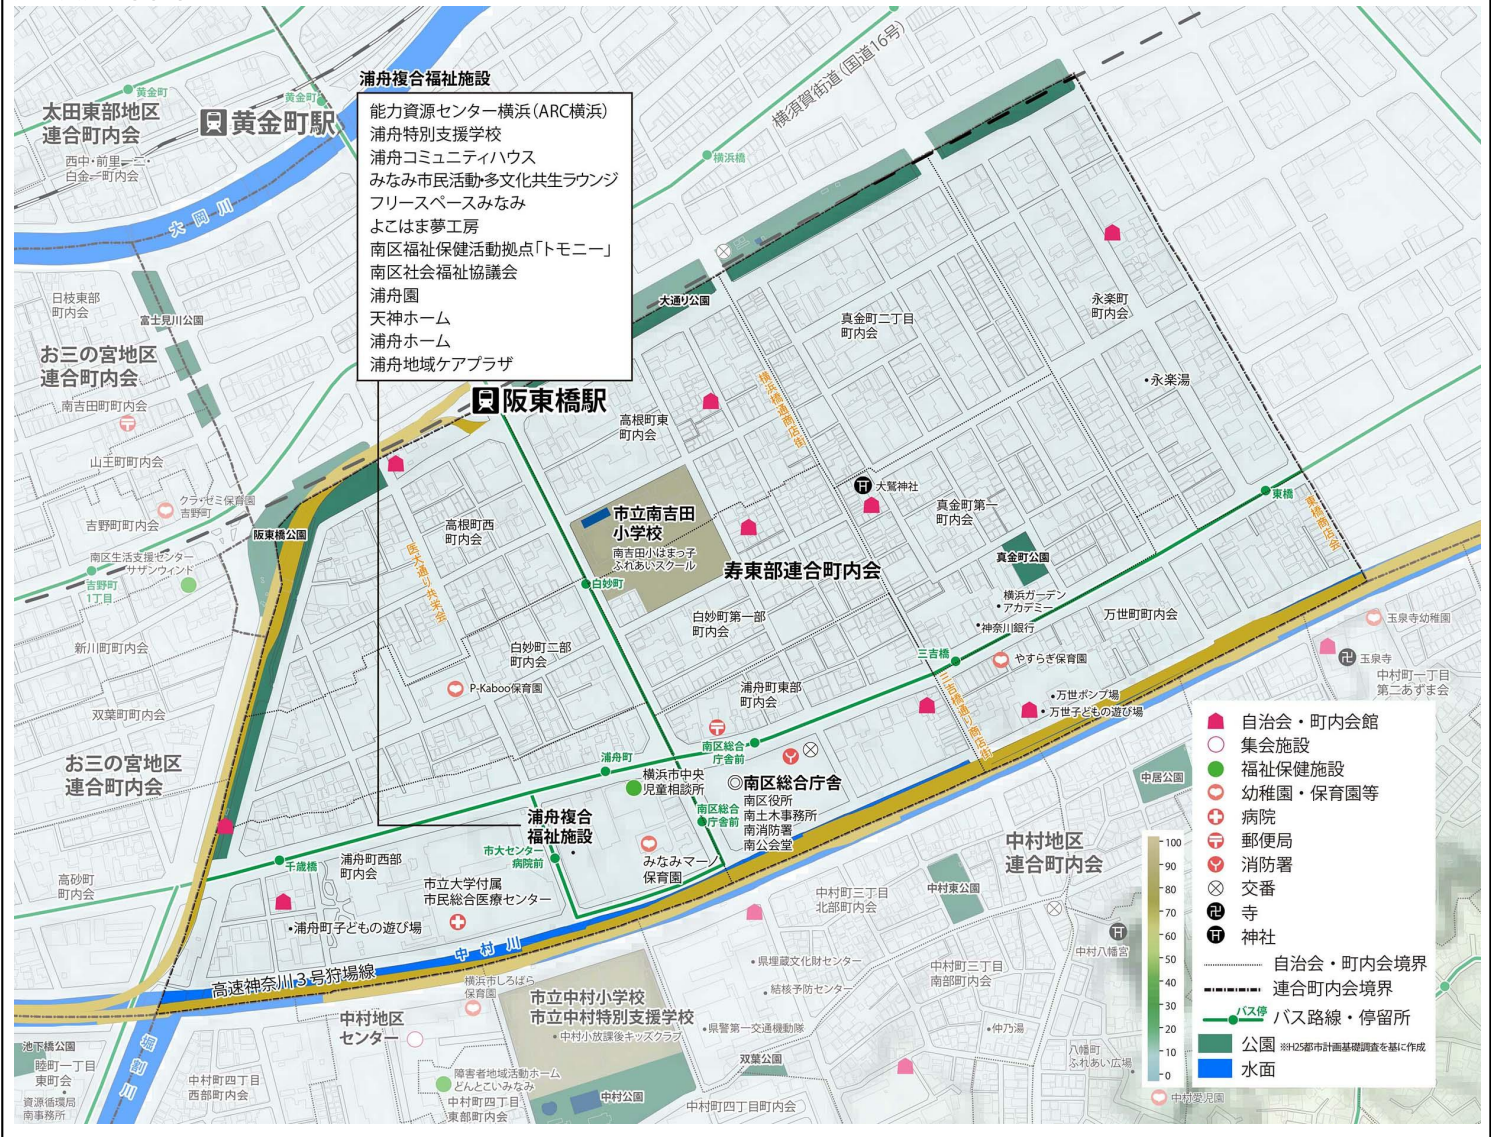 浦舟複合福祉施設
能力資源センター横浜(ARC横浜)
浦舟特別支援学校
浦舟コミュニティハウス
みなみ市民活動・多文化共生ラウンジ
フリースペースみなみ
よこはま夢工房
南区福祉保健活動拠点「トモニー」
南区社会福祉協議会
浦舟園
天神ホーム
浦舟ホーム
浦舟地域ケアプラザ
黄金町
黄金町
太田東部地区
連合町内会
黄金町駅
西中・前里一二・
白金一町内会
大岡川
横須賀街道(国道16号)
横浜橋
日枝東部
町内会
富士見川公園
お三の宮地区
連合町内会
南吉田町町内会
山王町町内会
クラ・ゼミ保育園
吉野町
吉野町町内会
南区生活支援センター
サザンウィンド
吉野町
1丁目
新川町町内会
双葉町町内会
お三の宮地区
連合町内会
高砂町
町内会
阪東橋公園
阪東橋駅
大通り公園
高根町東
町内会
高根町西
町内会
医大通り共栄会
市立南吉田
小学校
南吉田小はまっ子
ふれあいスクール
白妙町
寿東部連合町内会
白妙町第一部
町内会
白妙町二部
町内会
P-Kaboo保育園
真金町二丁目
町内会
横浜橋通商店街
永楽町
町内会
永楽湯
大鷲神社
真金町第一
町内会
真金町公園
横浜ガーデン
アカデミー
神奈川銀行
万世町町内会
東橋
東橋商店会
三吉橋
やすらぎ保育園
三吉橋通り商店街
万世ポンプ場
万世子どもの遊び場
浦舟町東部
町内会
南区総合
庁舎前
浦舟町
横浜市中央
児童相談所
南区総合庁舎
南区役所
南土木事務所
南消防署
南公会堂
南区総合
庁舎前
浦舟複合
福祉施設
みなみマーノ
保育園
市大センター
病院前
千歳橋
浦舟町西部
町内会
市立大学付属
市民総合医療センター
浦舟町子どもの遊び場
中村川
高速神奈川3号狩場線
堀割川
池下橋公園
睦町一丁目
東町会
資源循環局
南事務所
中村町四丁目
西部町内会
中村地区
センター
横浜市しろばら
保育園
市立中村小学校
市立中村特別支援学校
中村小放課後キッズクラブ
障害者地域活動ホーム
どんとこいみなみ
中村町四丁目
東部町内会
中村公園
中村町四丁目町内会
双葉公園
県警第一交通機動隊
結核予防センター
県埋蔵文化財センター
中村町三丁目
北部町内会
中村東公園
中村町三丁目
南部町内会
仲乃湯
中村地区
連合町内会
中居公園
中村八幡宮
八幡町
ふれあい広場
中村愛児園
玉泉寺幼稚園
玉泉寺
中村町一丁目
第二あずま会
自治会・町内会館
集会施設
福祉保健施設
幼稚園・保育園等
病院
郵便局
消防署
交番
寺
神社
自治会・町内会境界
連合町内会境界
バス停
バス路線・停留所
公園 ※H25都市計画基礎調査を基に作成
水面
100
90
80
70
60
50
40
30
20
10
0